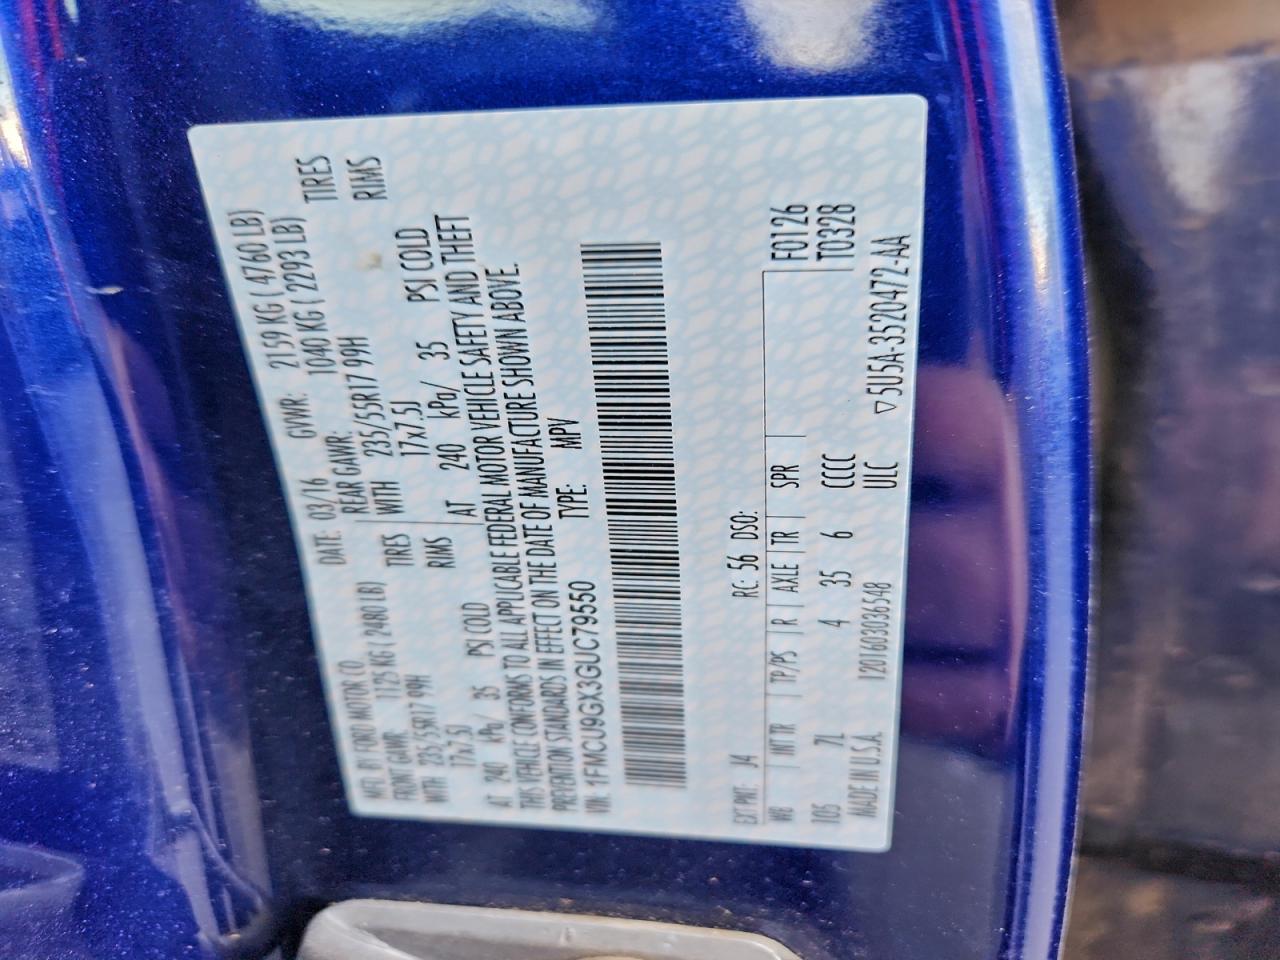 MFD. BY FORD MOTOR CO.
DATE: 03/16 GVWR: 2159 KG ( 4760 LB)
FRONT GAWR: 1125 KG ( 2480 LB) REAR GAWR: 1040 KG ( 2293 LB)
WITH 235/55R17 99H TIRES WITH 235/55R17 99H TIRES
17x7.5J RIMS 17x7.5J RIMS
AT 240 kPa/ 35 PSI COLD AT 240 kPa/ 35 PSI COLD
THIS VEHICLE CONFORMS TO ALL APPLICABLE FEDERAL MOTOR VEHICLE SAFETY AND THEFT
PREVENTION STANDARDS IN EFFECT ON THE DATE OF MANUFACTURE SHOWN ABOVE.
VIN: 1FMCU9GX3GUC79550 TYPE: MPV
EXT PNT: J4 RC: 56 DSO:
WB INT TR TP/PS R AXLE TR SPR F0126
105 7L 4 35 6 CCCC T0328
MADE IN U.S.A. 120160303654B ULC ▽5U5A-3520472-AA